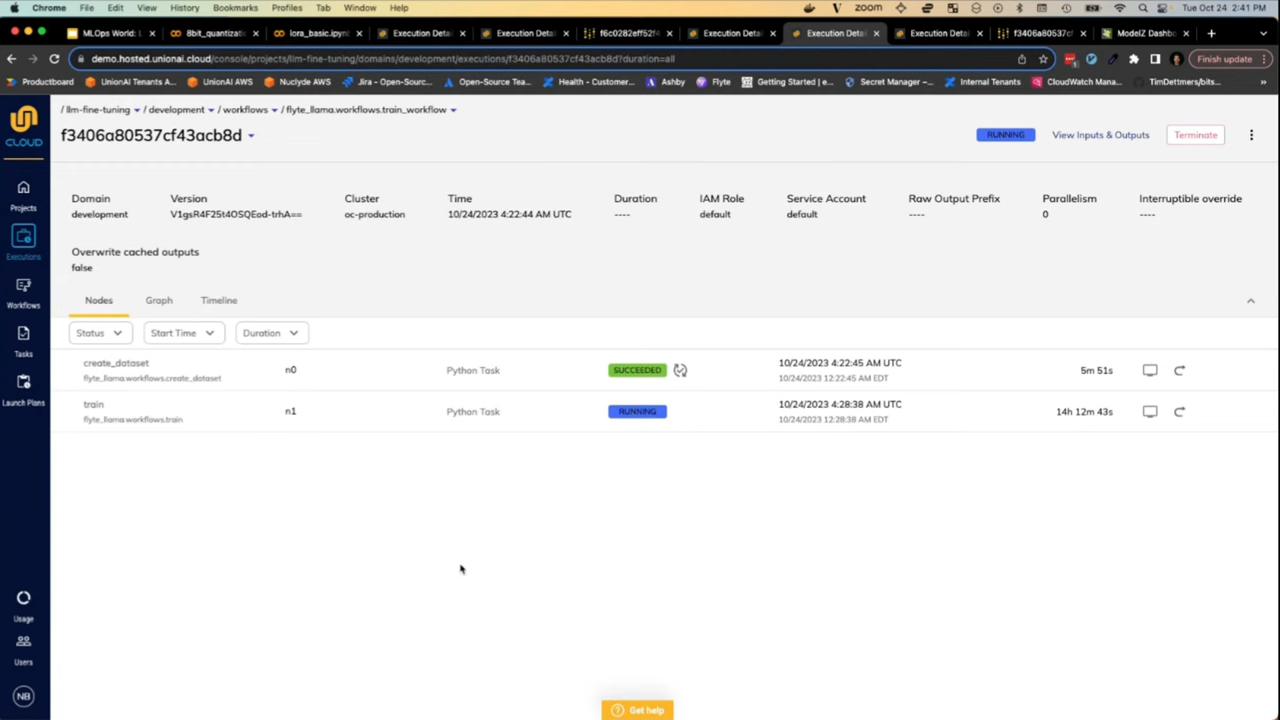 Chrome File Edit View History Bookmarks Profiles Tab Window Help zoom Tue Oct 24 2:41 PM
MLOps World: L 8bit_quantizati lora_basic.ipyn Execution Detai Execution Detai f6c0282eff52f4 Execution Detai Execution Detai Execution Detai f3406a80537cf ModelZ Dashbo
demo.hosted.unionai.cloud/console/projects/llm-fine-tuning/domains/development/executions/f3406a80537cf43acb8d?duration=all Finish update
Productboard UnionAI Tenants A... UnionAI AWS Nuclyde AWS Jira - Open-Sourc... Open-Source Tea... Health - Customer... Ashby Flyte Getting Started | e... Secret Manager –... Internal Tenants CloudWatch Mana... TimDettmers/bits...
CLOUD
/ llm-fine-tuning / development / workflows / flyte_llama.workflows.train_workflow
f3406a80537cf43acb8d RUNNING View Inputs & Outputs Terminate
Projects
Executions
Workflows
Tasks
Launch Plans
Domain Version Cluster Time Duration IAM Role Service Account Raw Output Prefix Parallelism Interruptible override
development V1gsR4F25t4OSQEod-trhA== oc-production 10/24/2023 4:22:44 AM UTC ---- default default ---- 0 ----
Overwrite cached outputs
false
Nodes Graph Timeline
Status Start Time Duration
create_dataset n0 Python Task SUCCEEDED 10/24/2023 4:22:45 AM UTC 5m 51s
flyte_llama.workflows.create_dataset 10/24/2023 12:22:45 AM EDT
train n1 Python Task RUNNING 10/24/2023 4:28:38 AM UTC 14h 12m 43s
flyte_llama.workflows.train 10/24/2023 12:28:38 AM EDT
Usage
Users
NB
Get help